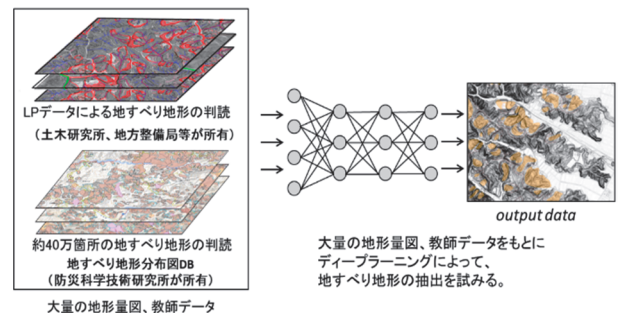 LPデータによる地すべり地形の判読
(土木研究所、地方整備局等が所有)
約40万箇所の地すべり地形の判読
地すべり地形分布図DB
(防災科学技術研究所が所有)
大量の地形量図、教師データ
output data
大量の地形量図、教師データをもとに
ディープラーニングによって、
地すべり地形の抽出を試みる。